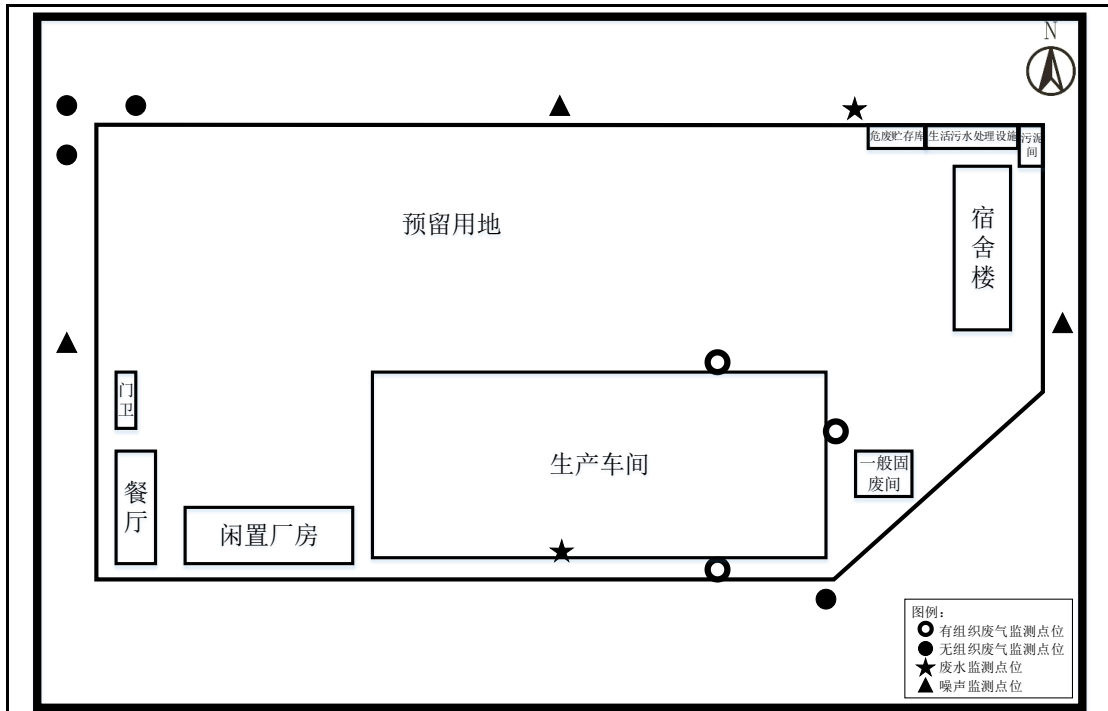 N
危废贮存库
生活污水处理设施
污泥
间
宿
舍
楼
预留用地
门
卫
餐
厅
闲置厂房
生产车间
一般固
废间
图例：
有组织废气监测点位
无组织废气监测点位
废水监测点位
噪声监测点位